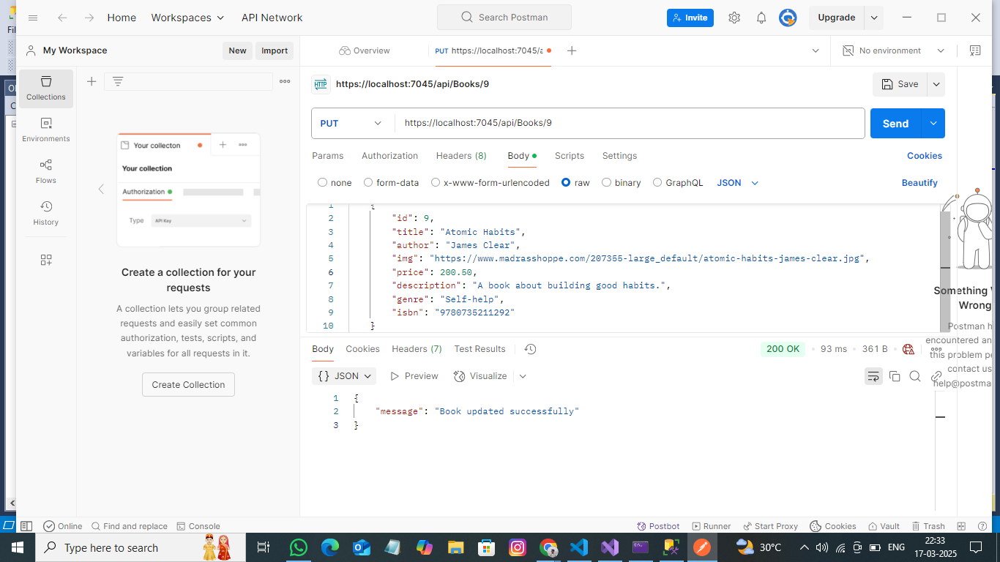 Fil
Home
Workspaces
API Network
Search Postman
Invite
Upgrade
My Workspace
New
Import
Overview
PUT https://localhost:7045/a
No environment
Collections
Environments
Flows
History
Your collecton
Your collection
Authorization
Type
API Key
Create a collection for your
requests
A collection lets you group related
requests and easily set common
authorization, tests, scripts, and
variables for all requests in it.
Create Collection
HTTP
https://localhost:7045/api/Books/9
Save
PUT
https://localhost:7045/api/Books/9
Send
Params
Authorization
Headers (8)
Body
Scripts
Settings
Cookies
none
form-data
x-www-form-urlencoded
raw
binary
GraphQL
JSON
Beautify
1 {
2 "id": 9,
3 "title": "Atomic Habits",
4 "author": "James Clear",
5 "img": "https://www.madrasshoppe.com/207355-large_default/atomic-habits-james-clear.jpg",
6 "price": 200.50,
7 "description": "A book about building good habits.",
8 "genre": "Self-help",
9 "isbn": "9780735211292"
10 }
Something W
Wrong
Postman h
encountered an
this problem pe
contact us
help@postma
Body
Cookies
Headers (7)
Test Results
200 OK
93 ms
361 B
{} JSON
Preview
Visualize
1 {
2 "message": "Book updated successfully"
3 }
Online
Find and replace
Console
Postbot
Runner
Start Proxy
Cookies
Vault
Trash
Type here to search
30°C
ENG
22:33
17-03-2025